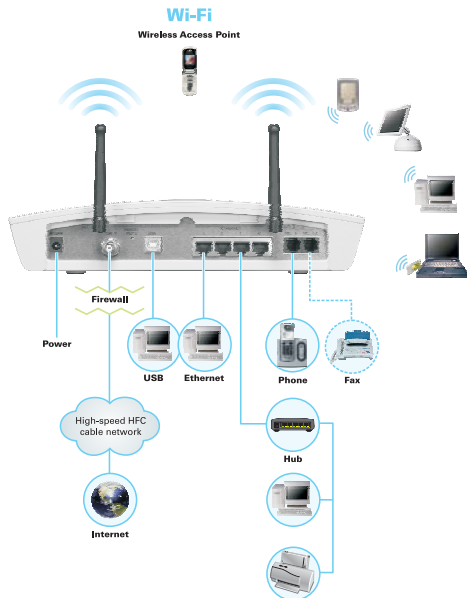 Wi-Fi
Wireless Access Point
Firewall
Power
USB
Ethernet
Phone
Fax
High-speed HFC
cable network
Hub
Internet